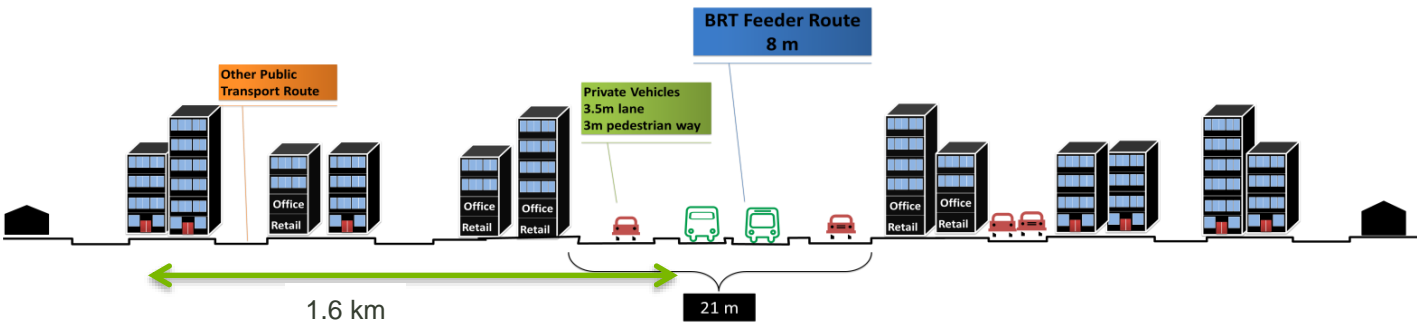 BRT Feeder Route
8 m
Other Public
Transport Route
Private Vehicles
3.5m lane
3m pedestrian way
Office
Retail
Office
Retail
Office
Retail
Office
Retail
Office
Retail
1.6 km
21 m